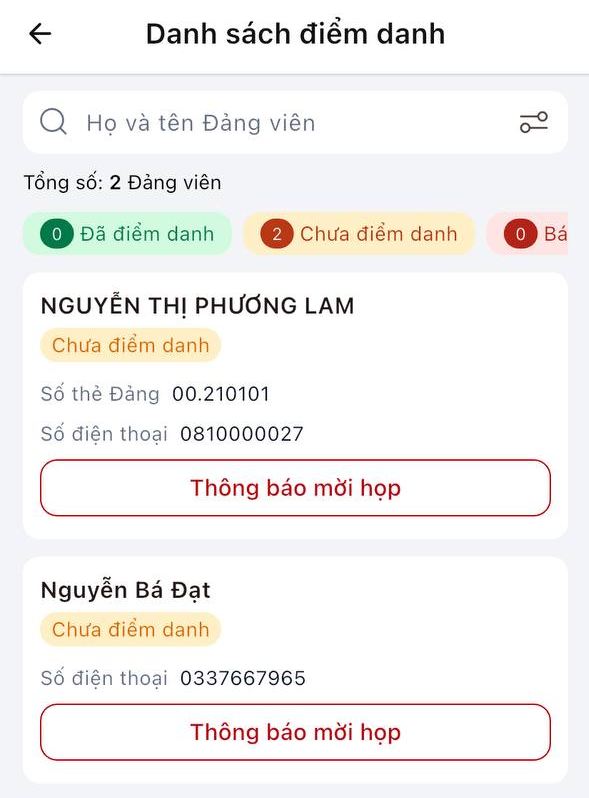 Danh sách điểm danh
Họ và tên Đảng viên
Tổng số: 2 Đảng viên
0 Đã điểm danh 2 Chưa điểm danh 0 Bá
NGUYỄN THỊ PHƯƠNG LAM
Chưa điểm danh
Số thẻ Đảng 00.210101
Số điện thoại 0810000027
Thông báo mời họp
Nguyễn Bá Đạt
Chưa điểm danh
Số điện thoại 0337667965
Thông báo mời họp